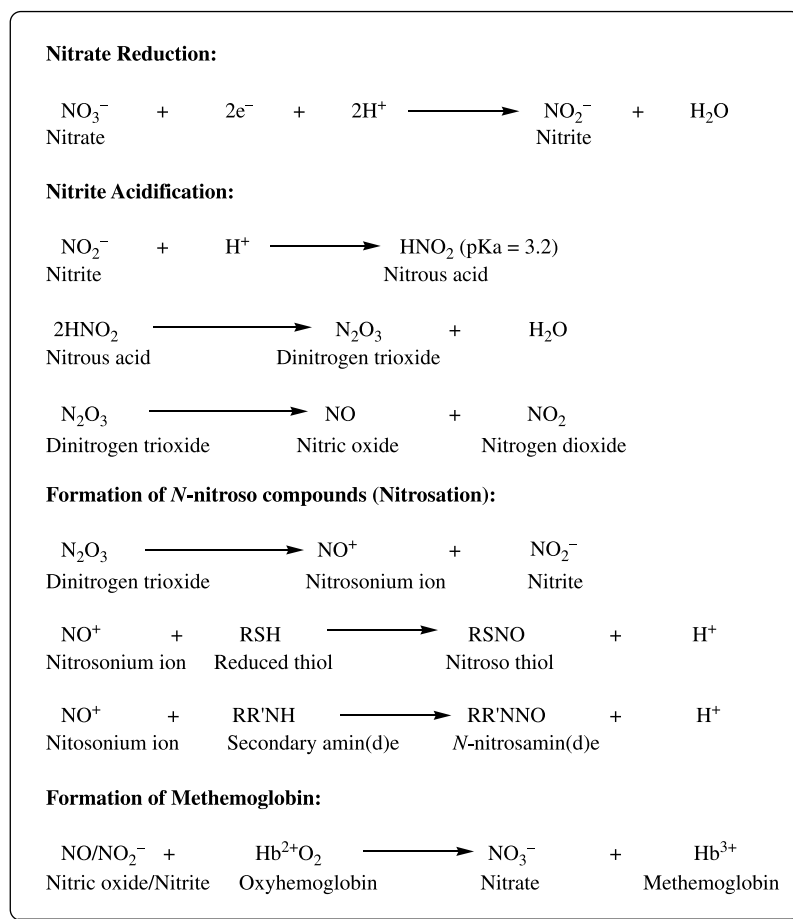 Nitrate Reduction:
NO₃⁻ + 2e⁻ + 2H⁺ ⟶ NO₂⁻ + H₂O
Nitrate Nitrite
Nitrite Acidification:
NO₂⁻ + H⁺ ⟶ HNO₂ (pKa = 3.2)
Nitrite Nitrous acid
2HNO₂ ⟶ N₂O₃ + H₂O
Nitrous acid Dinitrogen trioxide
N₂O₃ ⟶ NO + NO₂
Dinitrogen trioxide Nitric oxide Nitrogen dioxide
Formation of N-nitroso compounds (Nitrosation):
N₂O₃ ⟶ NO⁺ + NO₂⁻
Dinitrogen trioxide Nitrosonium ion Nitrite
NO⁺ + RSH ⟶ RSNO + H⁺
Nitrosonium ion Reduced thiol Nitroso thiol
NO⁺ + RR'NH ⟶ RR'NNO + H⁺
Nitosonium ion Secondary amin(d)e N-nitrosamin(d)e
Formation of Methemoglobin:
NO/NO₂⁻ + Hb²⁺O₂ ⟶ NO₃⁻ + Hb³⁺
Nitric oxide/Nitrite Oxyhemoglobin Nitrate Methemoglobin